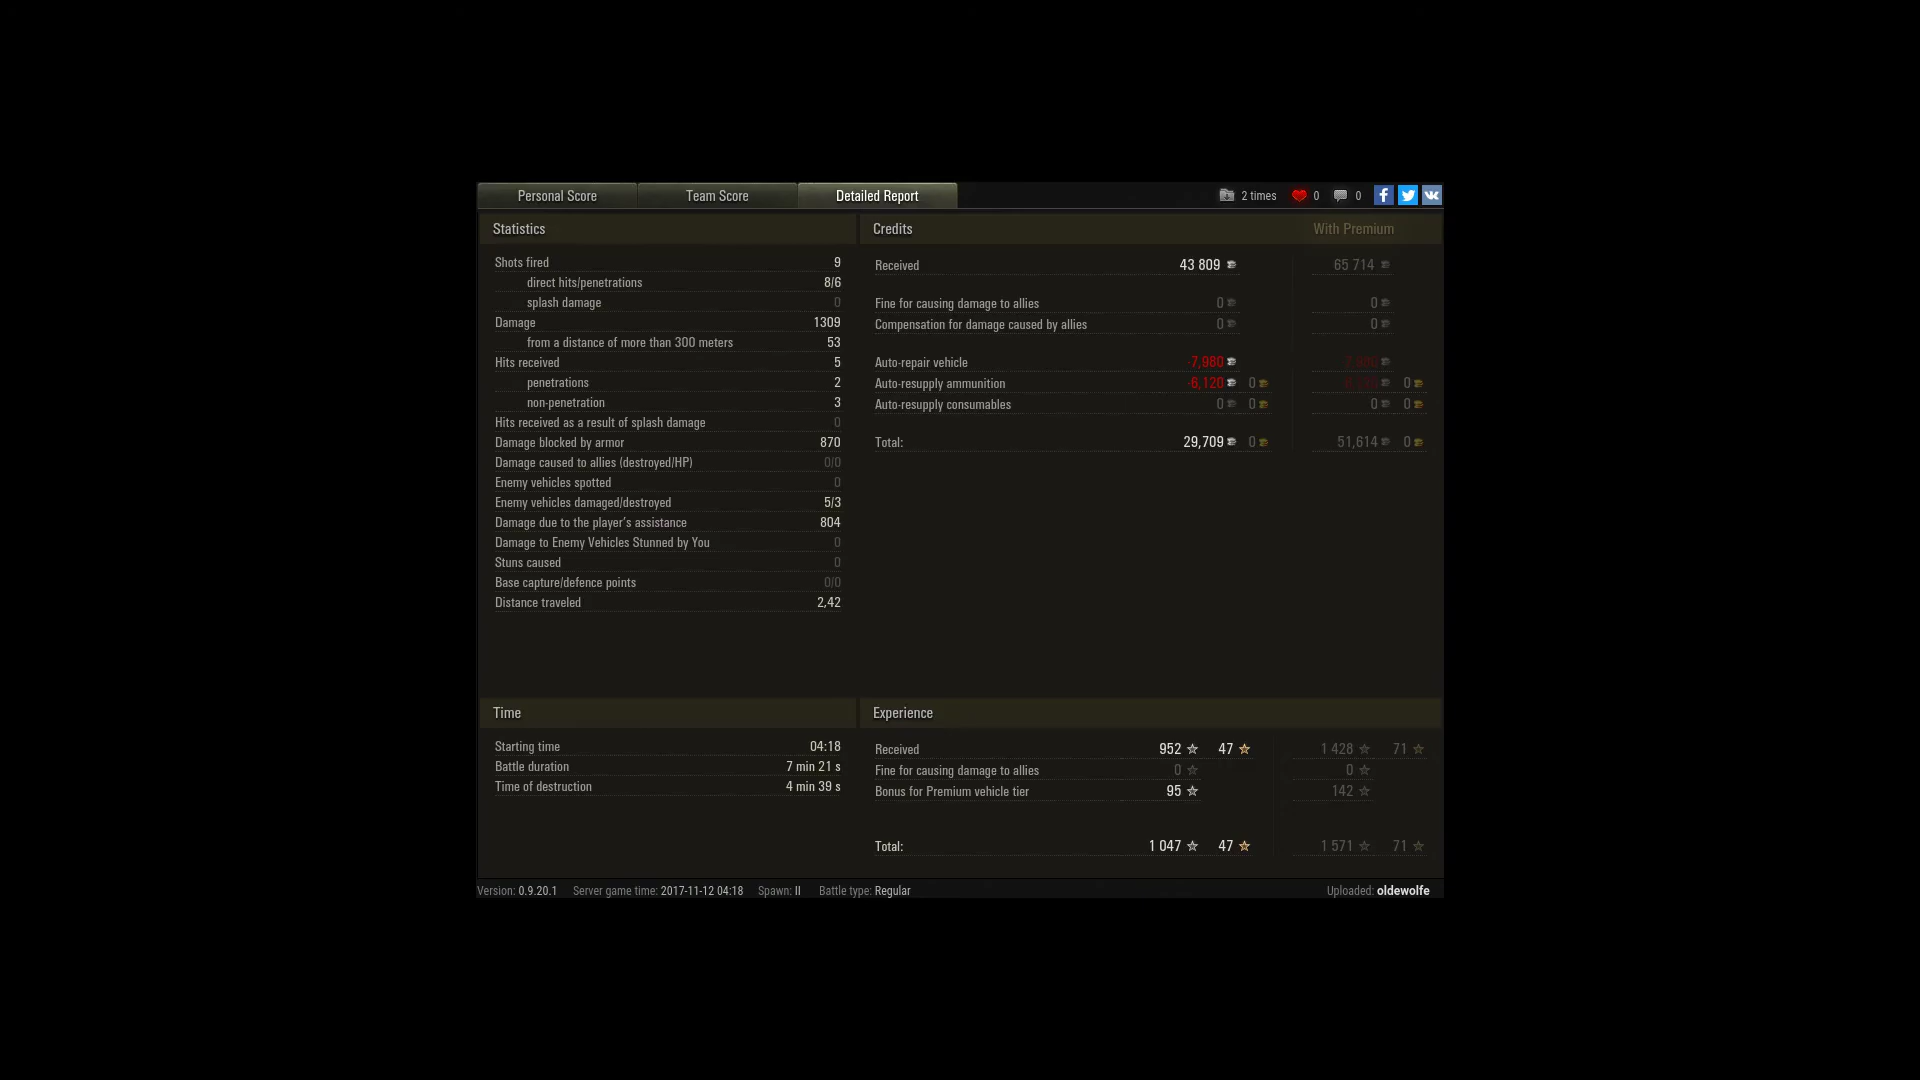 Personal Score Team Score Detailed Report 2 times 0 0
Statistics
Shots fired 9
direct hits/penetrations 8/6
splash damage 0
Damage 1309
from a distance of more than 300 meters 53
Hits received 5
penetrations 2
non-penetration 3
Hits received as a result of splash damage 0
Damage blocked by armor 870
Damage caused to allies (destroyed/HP) 0/0
Enemy vehicles spotted 0
Enemy vehicles damaged/destroyed 5/3
Damage due to the player's assistance 804
Damage to Enemy Vehicles Stunned by You 0
Stuns caused 0
Base capture/defence points 0/0
Distance traveled 2,42
Credits With Premium
Received 43 809 65 714
Fine for causing damage to allies 0 0
Compensation for damage caused by allies 0 0
Auto-repair vehicle -7,980
Auto-resupply ammunition -6,120 0 0
Auto-resupply consumables 0 0 0 0
Total: 29,709 0 51,614 0
Time
Starting time 04:18
Battle duration 7 min 21 s
Time of destruction 4 min 39 s
Experience
Received 952 47 1 428 71
Fine for causing damage to allies 0 0
Bonus for Premium vehicle tier 95 142
Total: 1 047 47 1 571 71
Version: 0.9.20.1 Server game time: 2017-11-12 04:18 Spawn: II Battle type: Regular Uploaded: oldewolfe